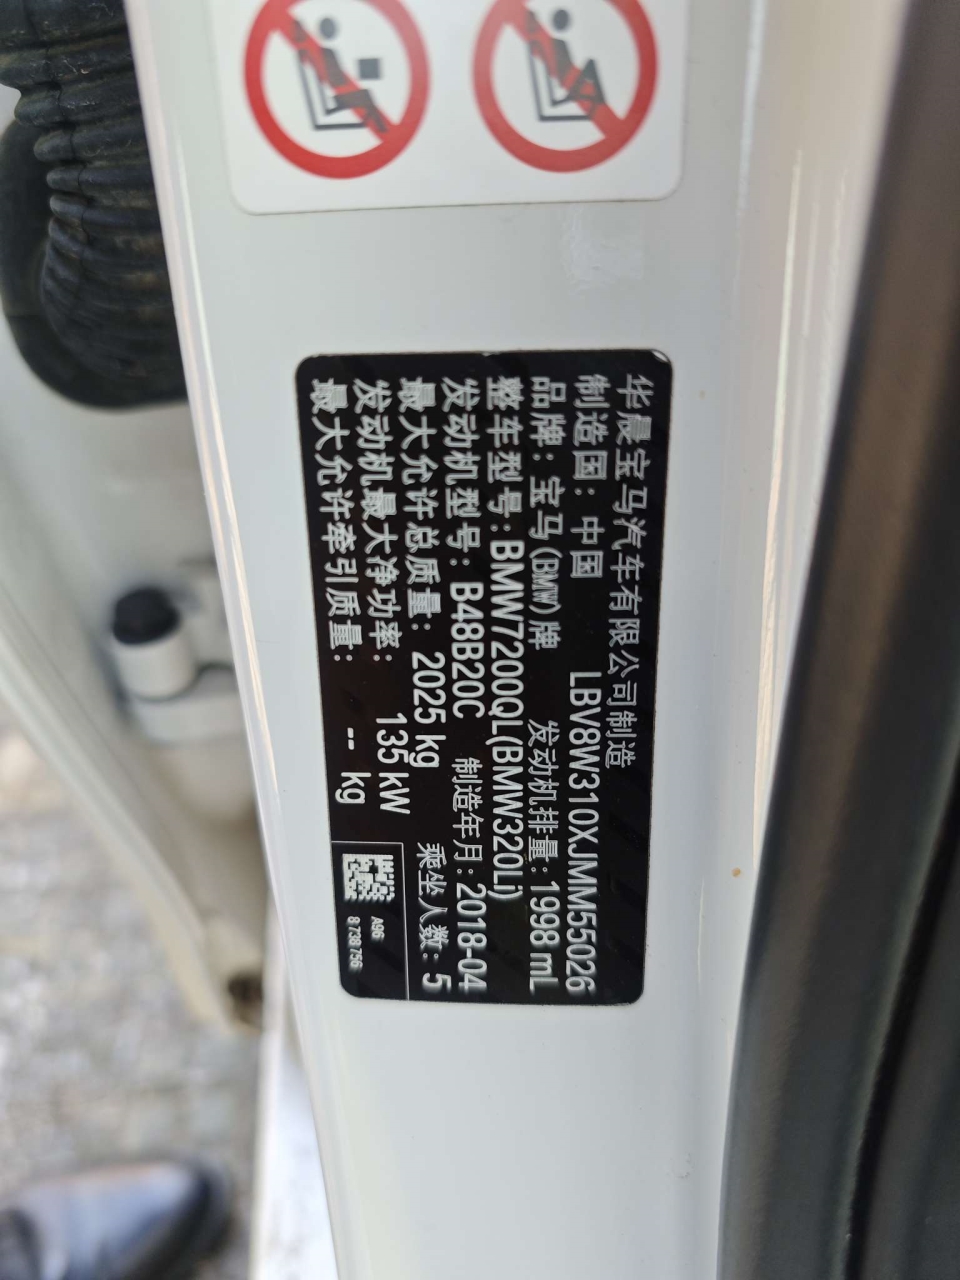 华晨宝马汽车有限公司制造
制造国：中国 LBV8W310XJMM55026
品牌：宝马(BMW)牌 发动机排量：1998 mL
整车型号：BMW7200QL(BMW320Li)
发动机型号：B48B20C 制造年月：2018-04
最大允许总质量：2025 kg 乘坐人数：5
发动机最大净功率：135 kW
最大允许牵引质量：-- kg
A96
8 738 756